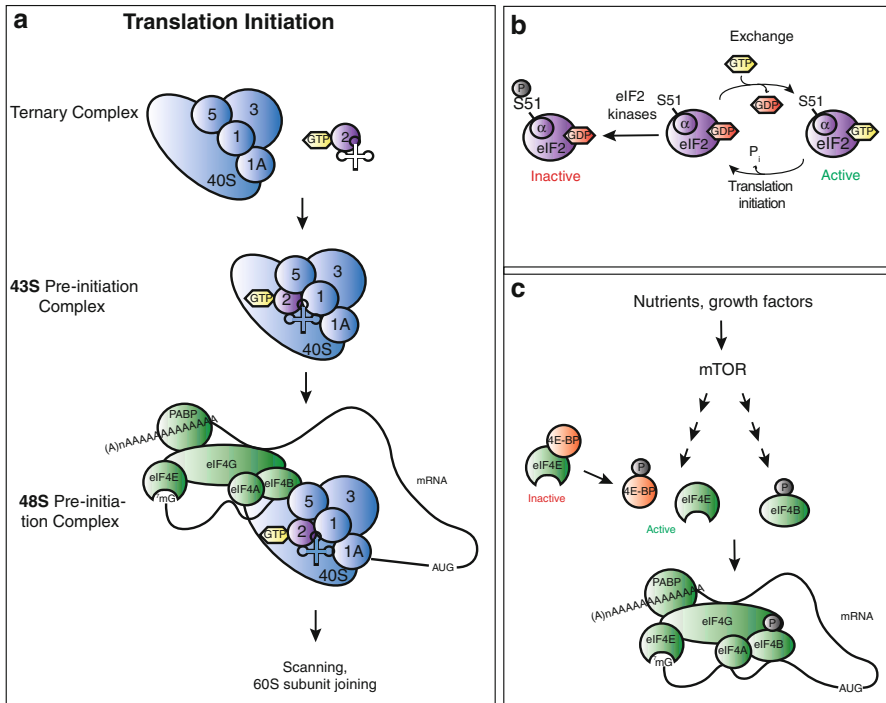 a
Translation Initiation
Ternary Complex
5
3
1
1A
40S
GTP
2
43S Pre-initiation
Complex
5
3
GTP
2
1
1A
40S
PABP
(A)nAAAAAAAAAAAAA
eIF4G
eIF4E
7mG
eIF4A
eIF4B
mRNA
48S Pre-initia-
tion Complex
5
3
GTP
2
1
1A
40S
AUG
Scanning,
60S subunit joining
b
Exchange
GTP
GDP
P
S51
α
eIF2
GDP
Inactive
eIF2
kinases
S51
α
eIF2
GDP
S51
α
eIF2
GTP
Active
Pi
Translation
initiation
c
Nutrients, growth factors
mTOR
4E-BP
eIF4E
Inactive
P
4E-BP
eIF4E
Active
P
eIF4B
PABP
(A)nAAAAAAAAAAAAA
eIF4G
P
eIF4E
7mG
eIF4A
eIF4B
mRNA
AUG